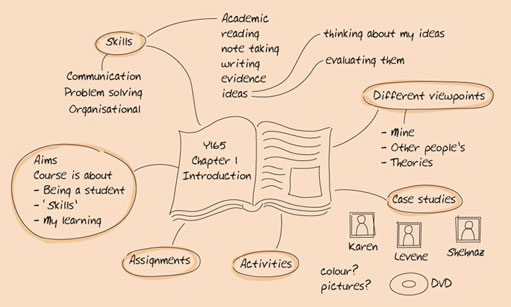 Skills
Academic
reading
note taking
writing
evidence
ideas
thinking about my ideas
evaluating them
Communication
Problem solving
Organisational
Different viewpoints
- Mine
- Other people's
- Theories
Y165
Chapter 1
Introduction
Aims
Course is about
- Being a student
- 'Skills'
- My learning
Case studies
Karen
Levene
Shehnaz
Assignments
Activities
colour?
pictures?
DVD